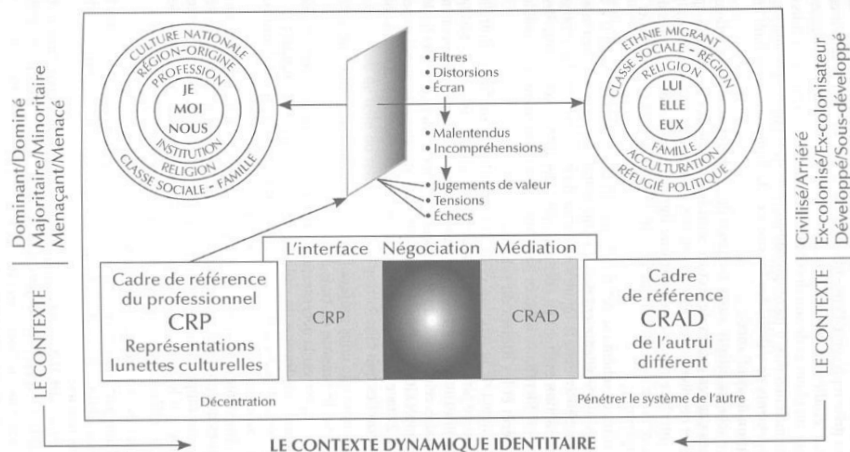 CULTURE NATIONALE
RÉGION-ORIGINE
PROFESSION
JE
MOI
NOUS
INSTITUTION
RELIGION
CLASSE SOCIALE - FAMILLE
• Filtres
• Distorsions
• Écran
• Malentendus
• Incompréhensions
• Jugements de valeur
• Tensions
• Échecs
ETHNIE MIGRANT
CLASSE SOCIALE - RÉGION
RELIGION
LUI
ELLE
EUX
FAMILLE
ACCULTURATION
RÉFUGIÉ POLITIQUE
Dominant/Dominé
Majoritaire/Minoritaire
Menaçant/Menacé
Civilisé/Arriéré
Ex-colonisé/Ex-colonisateur
Développé/Sous-développé
L'interface
Négociation
Médiation
Cadre de référence
du professionnel
CRP
Représentations
lunettes culturelles
CRP
CRAD
Cadre
de référence
CRAD
de l'autrui
différent
LE CONTEXTE
LE CONTEXTE
Décentration
Pénétrer le système de l'autre
LE CONTEXTE DYNAMIQUE IDENTITAIRE